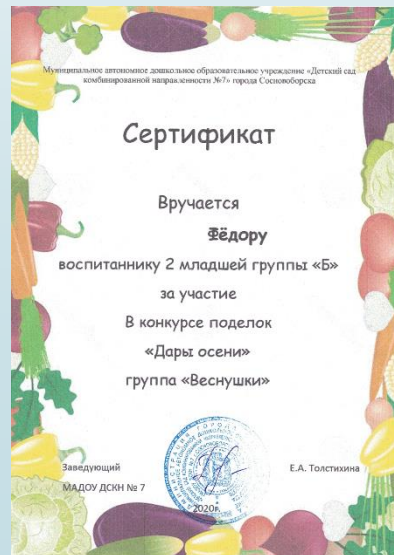 Муниципальное автономное дошкольное образовательное учреждение «Детский сад
комбинированной направленности №7» города Сосновоборска
Сертификат
Вручается
Фёдору
воспитаннику 2 младшей группы «Б»
за участие
В конкурсе поделок
«Дары осени»
группа «Веснушки»
Заведующий
Е.А. Толстихина
МАДОУ ДСКН № 7
2020г.